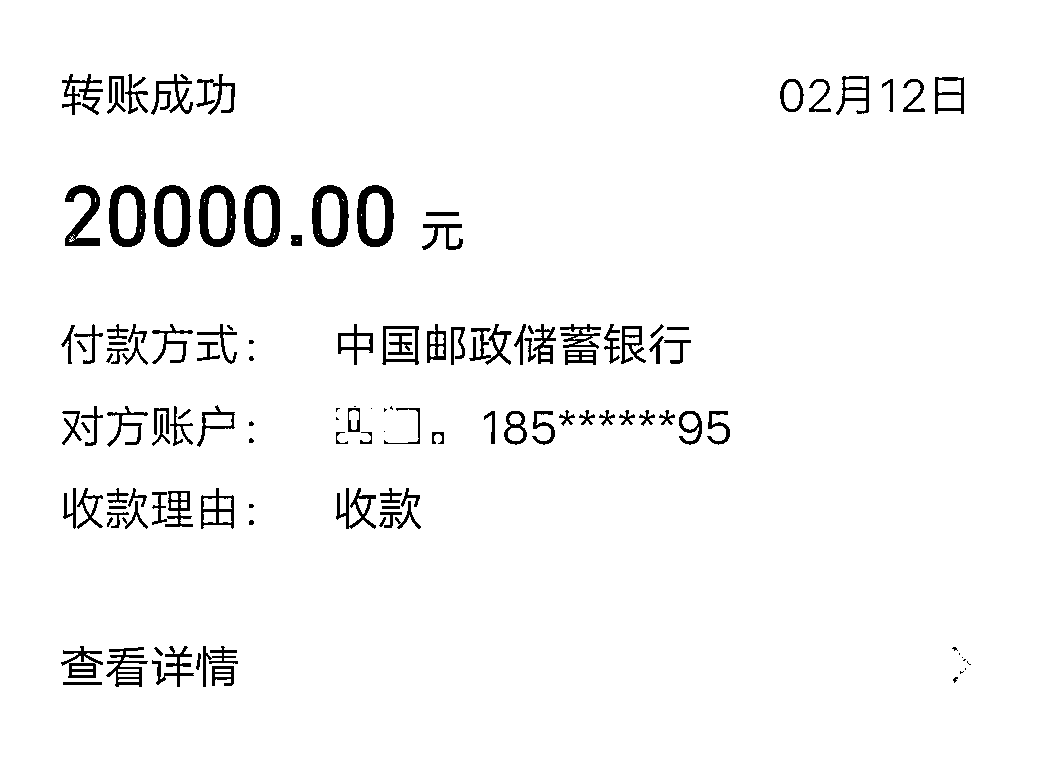 转账成功 02月12日
20000.00 元
付款方式： 中国邮政储蓄银行
对方账户： 185******95
收款理由： 收款
查看详情